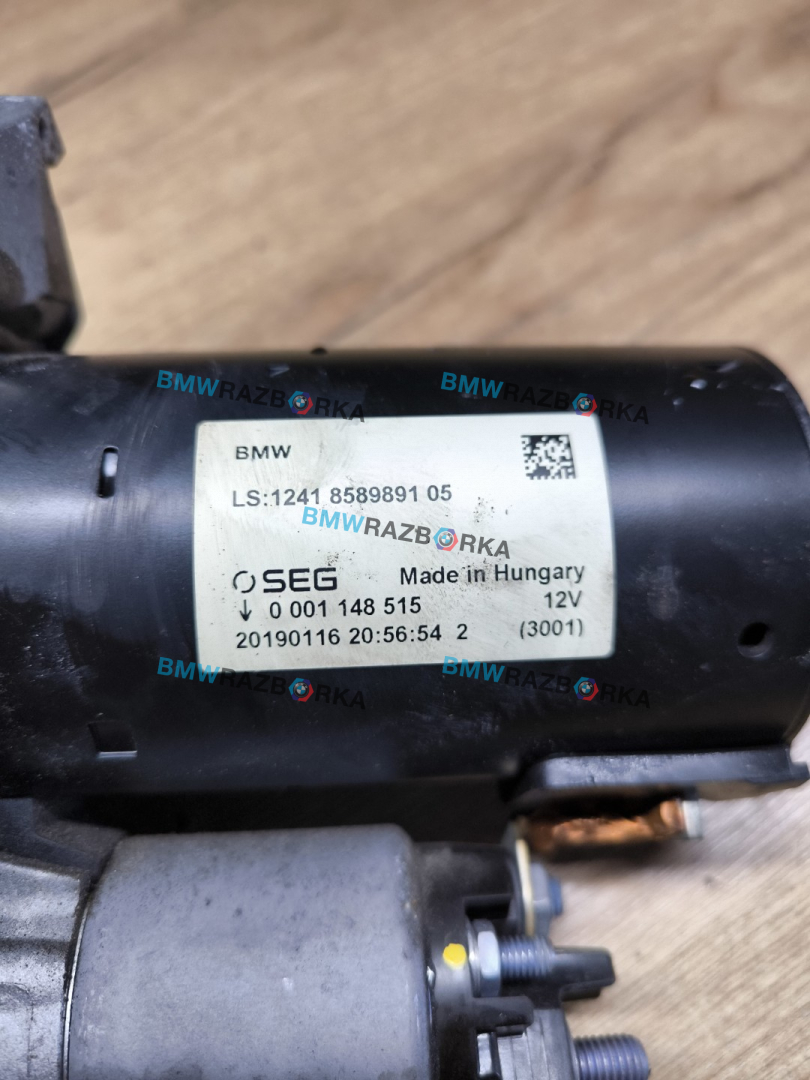 BMWRAZBORKA
BMWRAZBORKA
BMW
LS:1241 8589891 05
BMWRAZBORKA
SEG Made in Hungary
↓ 0 001 148 515 12V
20190116 20:56:54 2 (3001)
BMWRAZBORKA
BMWRAZBORKA